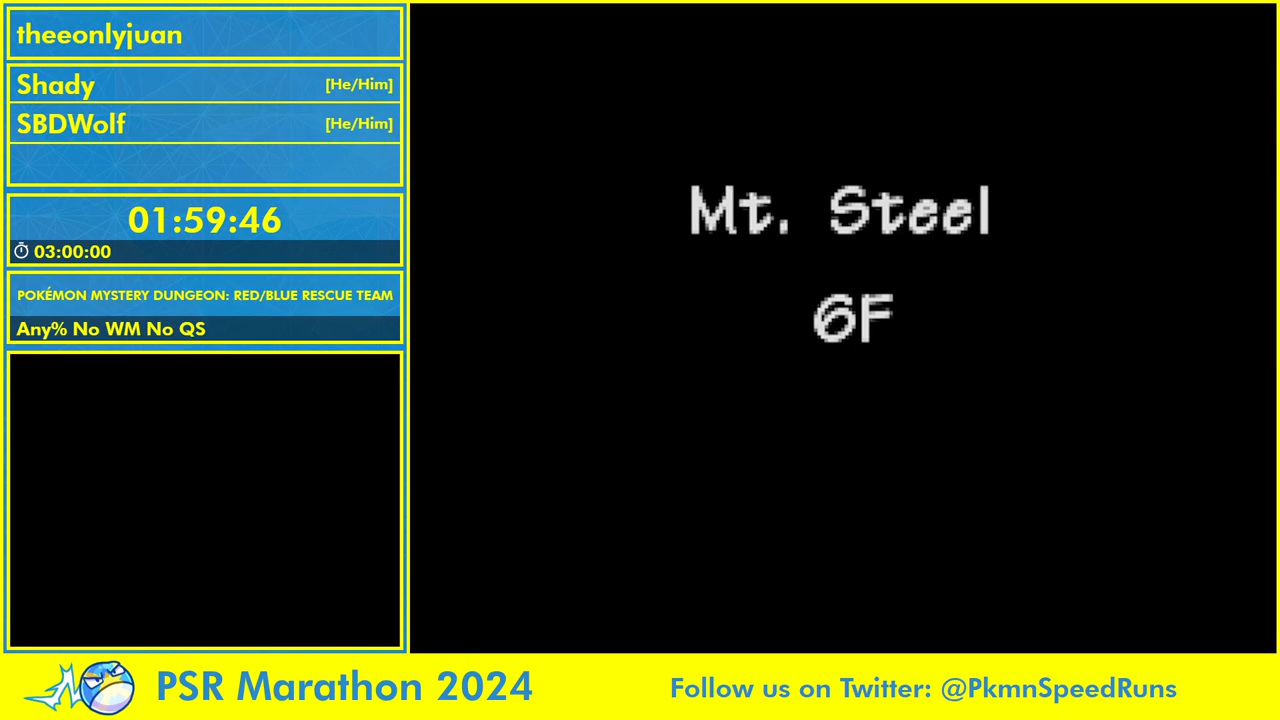 theeonlyjuan
Shady [He/Him]
SBDWolf [He/Him]
01:59:46
03:00:00
POKÉMON MYSTERY DUNGEON: RED/BLUE RESCUE TEAM
Any% No WM No QS
Mt. Steel
6F
PSR Marathon 2024
Follow us on Twitter: @PkmnSpeedRuns